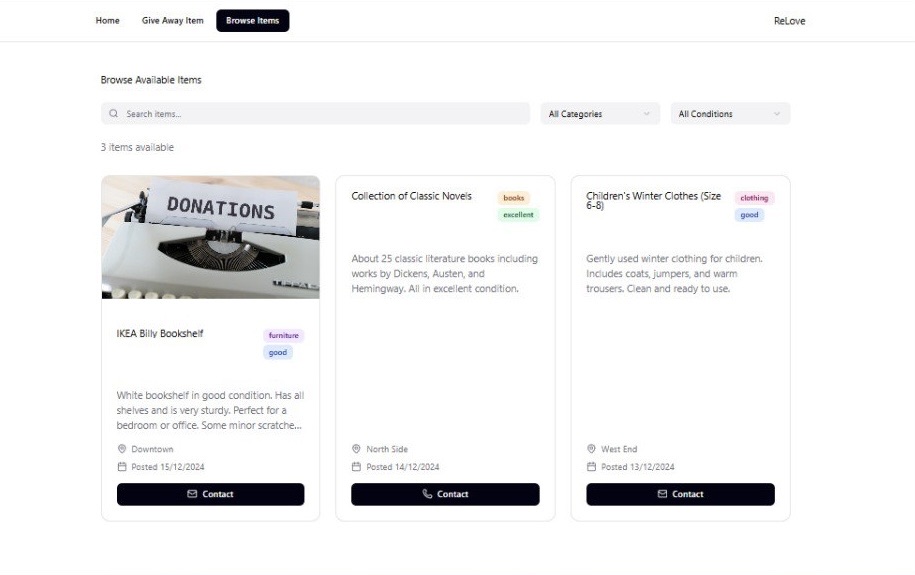 Home Give Away Item Browse Items ReLove
Browse Available Items
Search items... All Categories All Conditions
3 items available
DONATIONS
IKEA Billy Bookshelf
furniture
good
White bookshelf in good condition. Has all
shelves and is very sturdy. Perfect for a
bedroom or office. Some minor scratche...
Downtown
Posted 15/12/2024
Contact
Collection of Classic Novels
books
excellent
About 25 classic literature books including
works by Dickens, Austen, and
Hemingway. All in excellent condition.
North Side
Posted 14/12/2024
Contact
Children's Winter Clothes (Size
6-8)
clothing
good
Gently used winter clothing for children.
Includes coats, jumpers, and warm
trousers. Clean and ready to use.
West End
Posted 13/12/2024
Contact